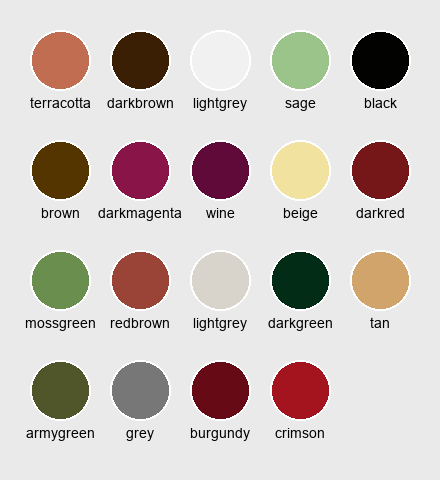 terracotta darkbrown lightgrey sage black
brown darkmagenta wine beige darkred
mossgreen redbrown lightgrey darkgreen tan
armygreen grey burgundy crimson